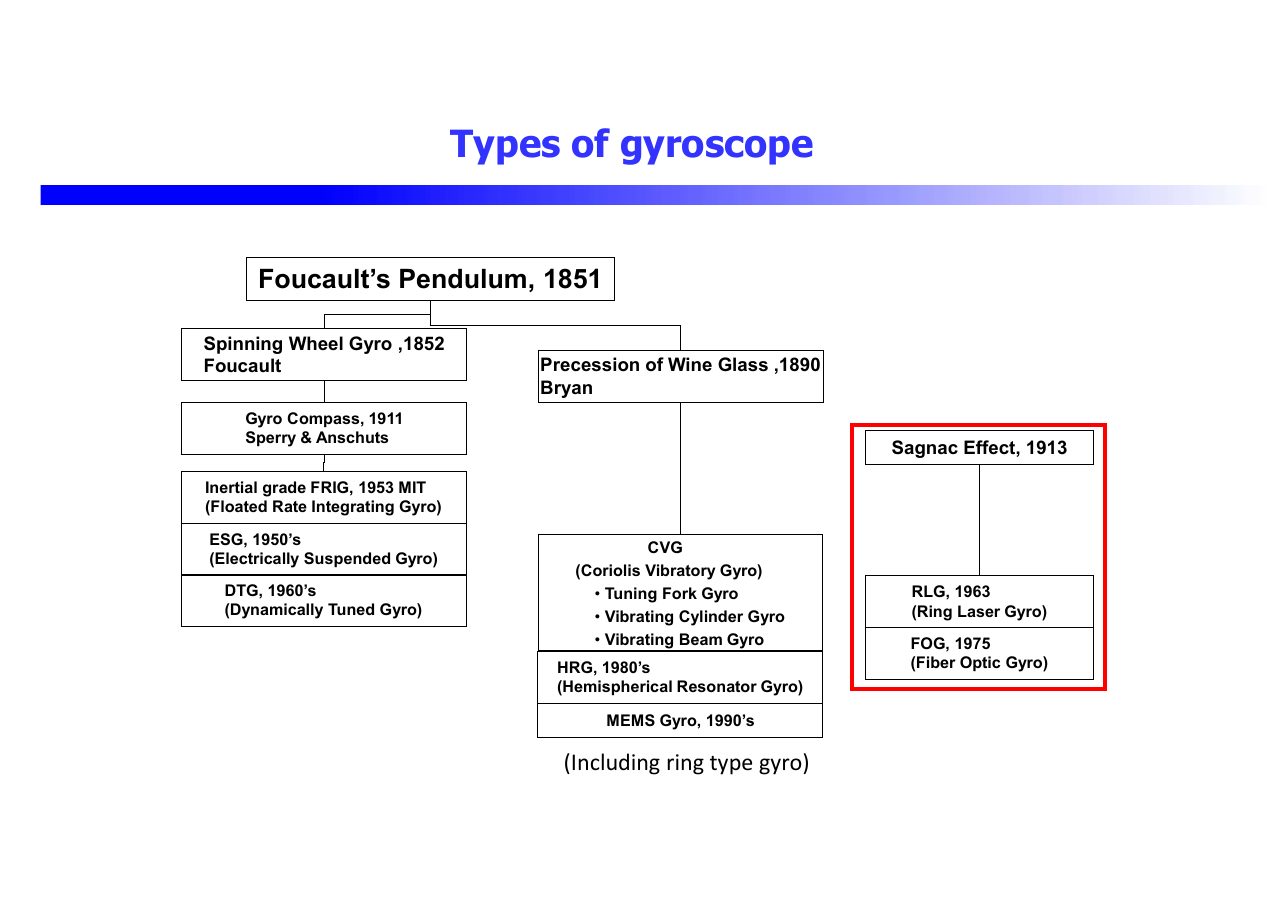 Types of gyroscope
Foucault’s Pendulum, 1851
Spinning Wheel Gyro ,1852
Foucault
Gyro Compass, 1911
Sperry & Anschuts
Inertial grade FRIG, 1953 MIT
(Floated Rate Integrating Gyro)
ESG, 1950’s
(Electrically Suspended Gyro)
DTG, 1960’s
(Dynamically Tuned Gyro)
Precession of Wine Glass ,1890
Bryan
CVG
(Coriolis Vibratory Gyro)
• Tuning Fork Gyro
• Vibrating Cylinder Gyro
• Vibrating Beam Gyro
HRG, 1980’s
(Hemispherical Resonator Gyro)
MEMS Gyro, 1990’s
(Including ring type gyro)
Sagnac Effect, 1913
RLG, 1963
(Ring Laser Gyro)
FOG, 1975
(Fiber Optic Gyro)